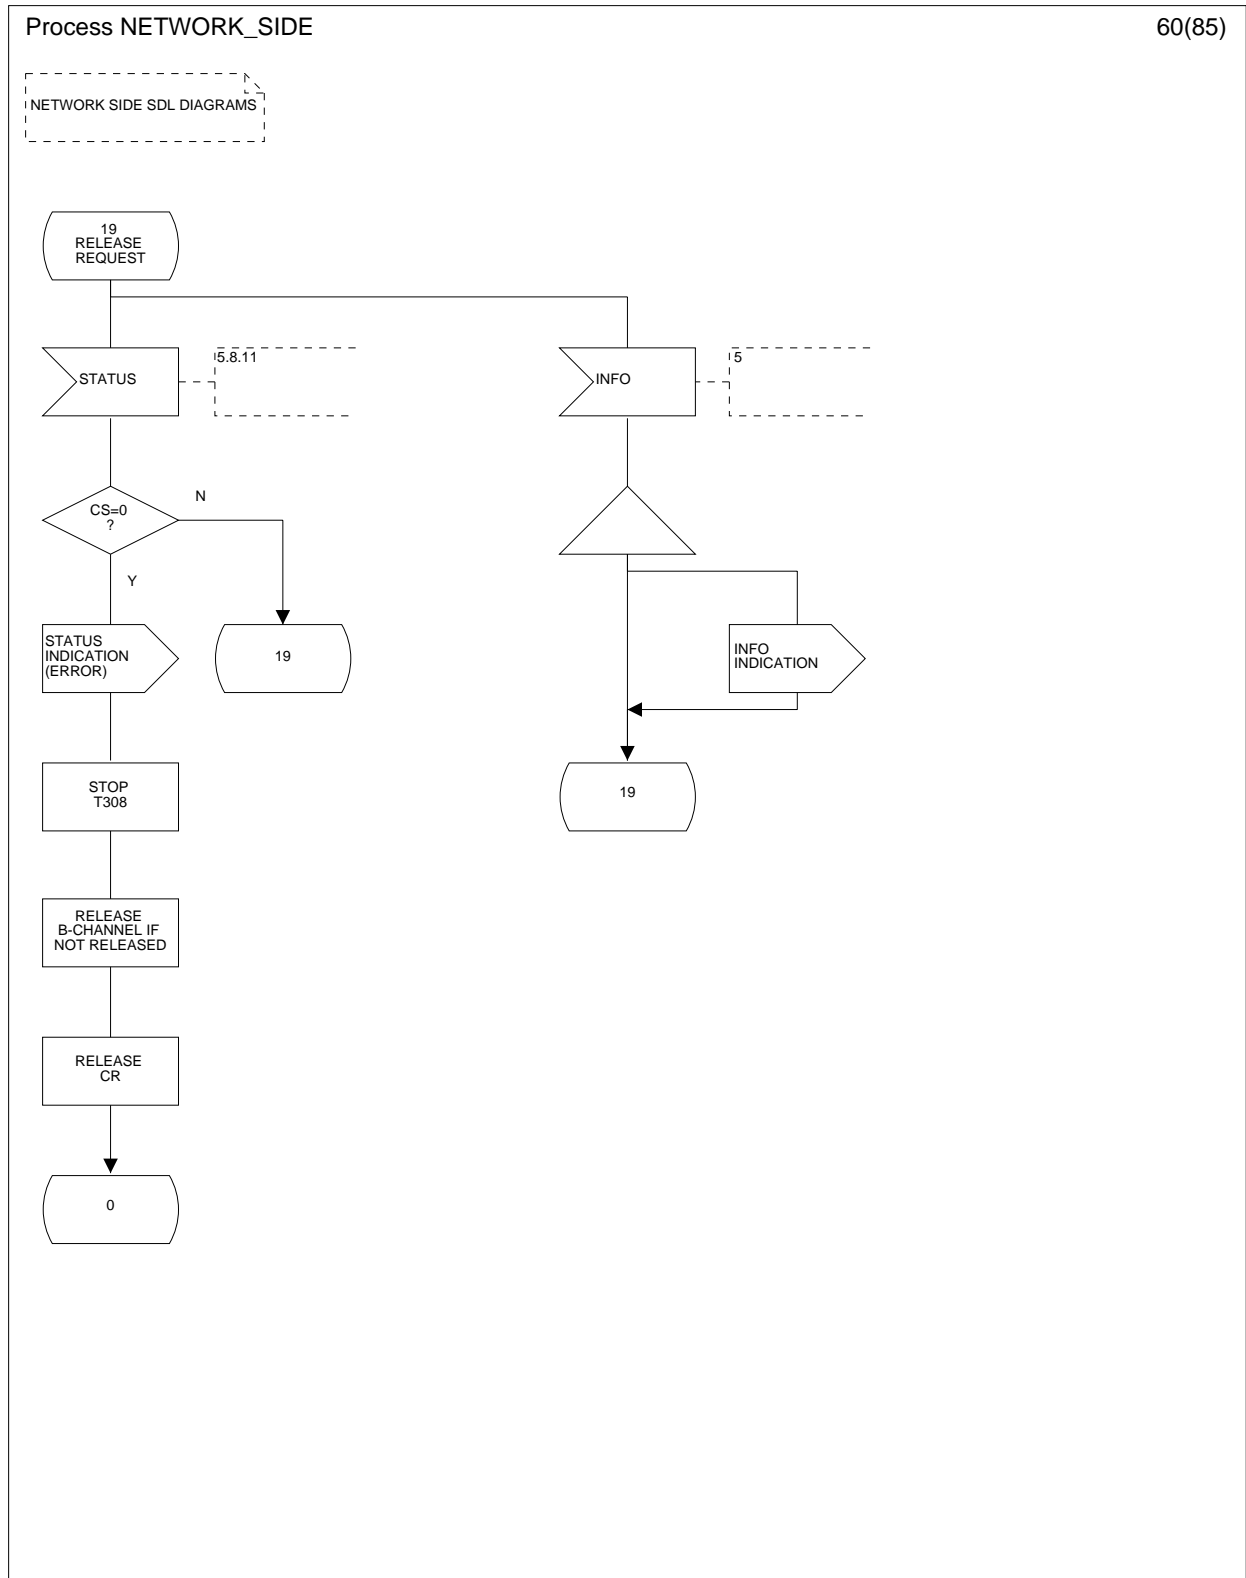 Process NETWORK_SIDE
60(85)
NETWORK SIDE SDL DIAGRAMS
19
RELEASE
REQUEST
STATUS
5.8.11
INFO
5
CS=0
?
N
Y
STATUS
INDICATION
(ERROR)
19
INFO
INDICATION
STOP
T308
19
RELEASE
B-CHANNEL IF
NOT RELEASED
RELEASE
CR
0